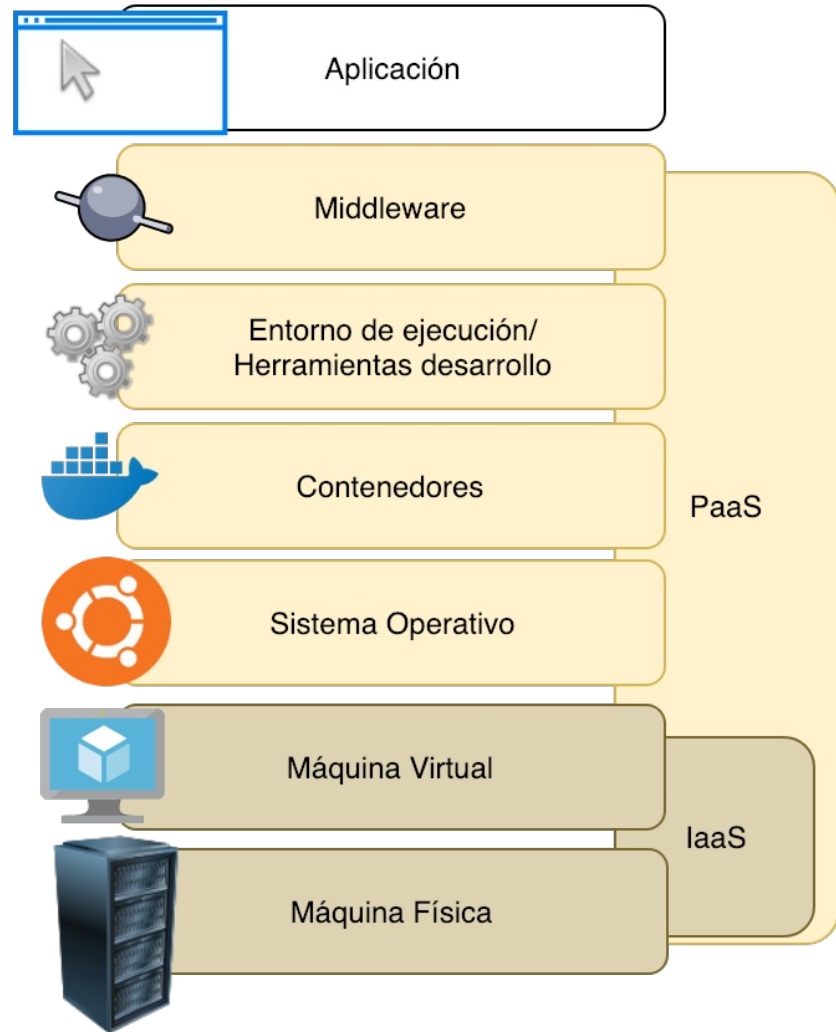 Aplicación
Middleware
Entorno de ejecución/
Herramientas desarrollo
Contenedores
PaaS
Sistema Operativo
Máquina Virtual
IaaS
Máquina Física